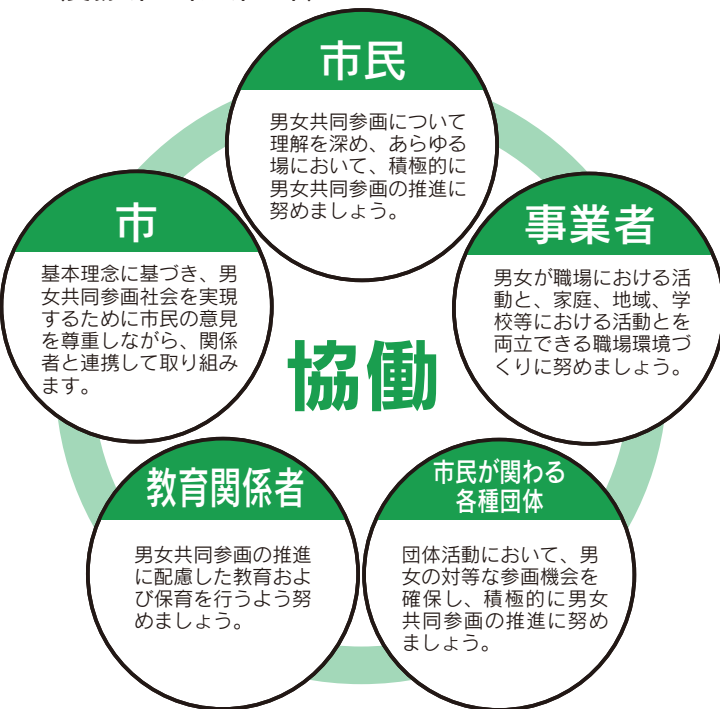 市民
男女共同参画について
理解を深め、あらゆる
場において、積極的に
男女共同参画の推進に
努めましょう。
市
基本理念に基づき、男
女共同参画社会を実現
するために市民の意見
を尊重しながら、関係
者と連携して取り組み
ます。
事業者
男女が職場における活
動と、家庭、地域、学
校等における活動とを
両立できる職場環境づ
くりに努めましょう。
協働
教育関係者
男女共同参画の推進
に配慮した教育およ
び保育を行うよう努
めましょう。
市民が関わる
各種団体
団体活動において、男
女の対等な参画機会を
確保し、積極的に男女
共同参画の推進に努め
ましょう。